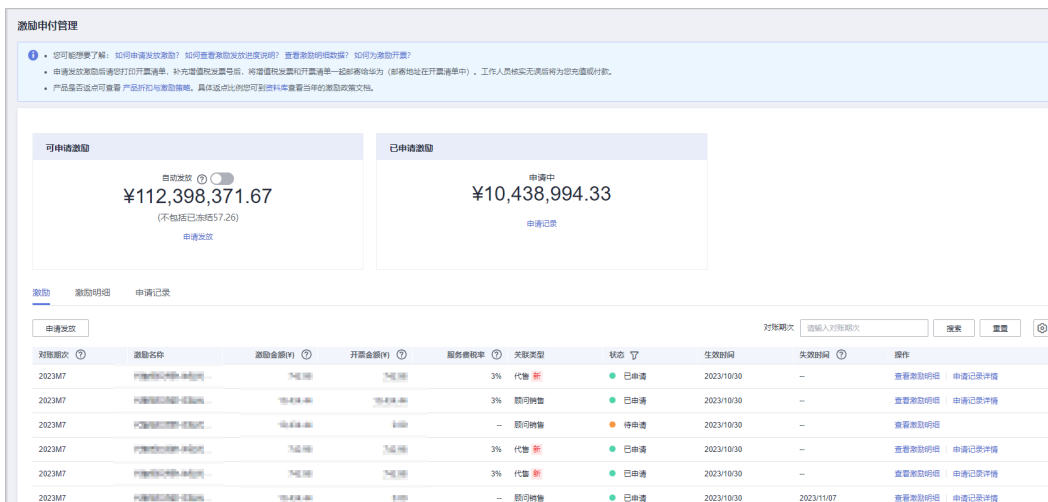 激励申付管理
您可能想要了解： 如何申请发放激励？ 如何查看激励发放进度说明？ 查看激励明细数据？ 如何为激励开票？
申请发放激励后请您打印开票清单，补充增值税发票号后，将增值税发票和开票清单一起邮寄给华为（邮寄地址在开票清单中）。工作人员核实无误后将为您充值或付款。
产品是否返点可查看 产品折扣与激励策略。具体返点比例您可到资料库查看当年的激励政策文档。
可申请激励 已申请激励
自动发放 申请中
¥112,398,371.67 ¥10,438,994.33
(不包括已冻结57.26)
申请发放 申请记录
激励 激励明细 申请记录
申请发放 对账期次 请输入对账期次 搜索 重置
对账期次 激励名称 激励金额(¥) 开票金额(¥) 服务费税率 关联类型 状态 生效时间 失效时间 操作
2023M7 3% 代售 新 已申请 2023/10/30 -- 查看激励明细 申请记录详情
2023M7 3% 顾问销售 已申请 2023/10/30 -- 查看激励明细 申请记录详情
2023M7 -- 顾问销售 待申请 2023/10/30 -- 查看激励明细
2023M7 3% 代售 新 已申请 2023/10/30 -- 查看激励明细 申请记录详情
2023M7 3% 代售 新 已申请 2023/10/30 -- 查看激励明细 申请记录详情
2023M7 -- 顾问销售 已申请 2023/10/30 2023/11/07 查看激励明细 申请记录详情